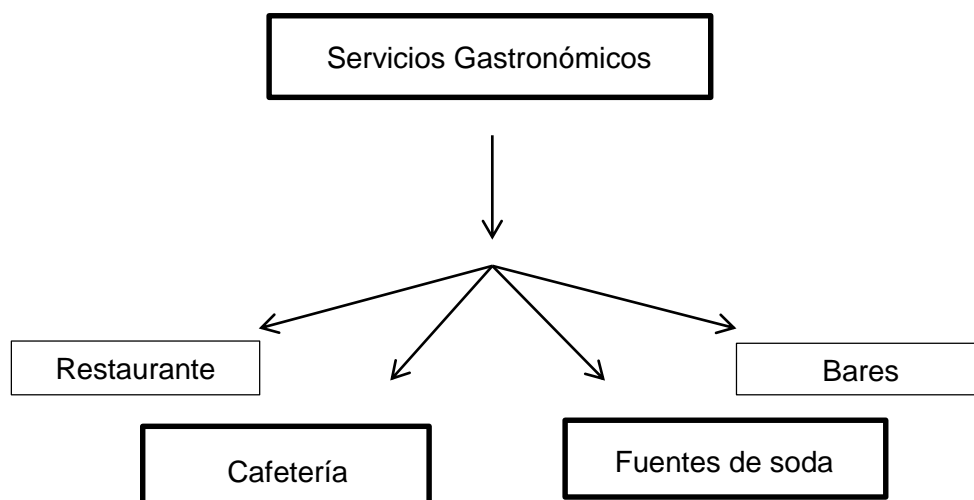 Servicios Gastronómicos
Restaurante
Bares
Cafetería
Fuentes de soda